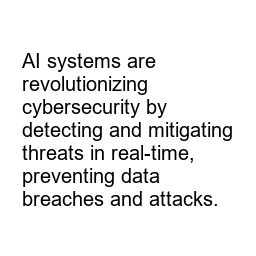 AI systems are
revolutionizing
cybersecurity by
detecting and mitigating
threats in real-time,
preventing data
breaches and attacks.